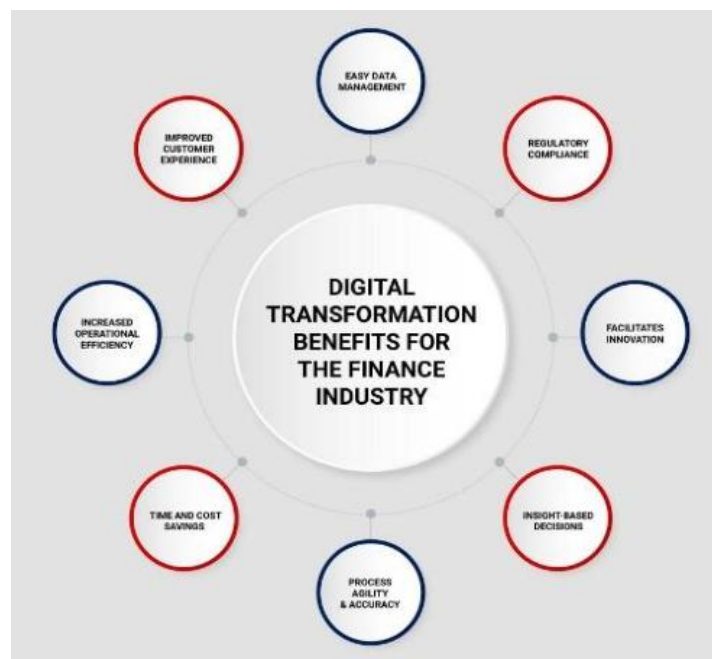 EASY DATA
MANAGEMENT
IMPROVED
CUSTOMER
EXPERIENCE
REGULATORY
COMPLIANCE
DIGITAL
TRANSFORMATION
BENEFITS FOR
THE FINANCE
INDUSTRY
INCREASED
OPERATIONAL
EFFICIENCY
FACILITATES
INNOVATION
TIME AND COST
SAVINGS
INSIGHT-BASED
DECISIONS
PROCESS
AGILITY
& ACCURACY